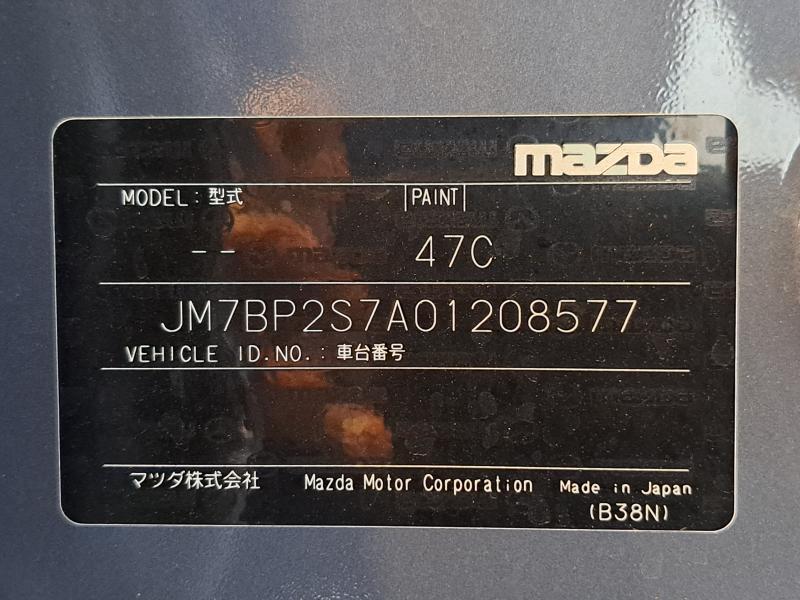 mazda
MODEL: 型式 PAINT
-- 47C
JM7BP2S7A01208577
VEHICLE ID.NO.: 車台番号
マツダ株式会社 Mazda Motor Corporation Made in Japan
(B38N)